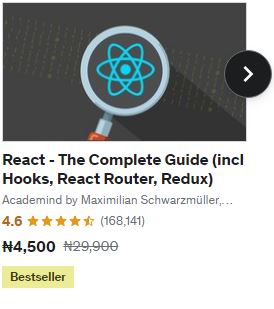 React - The Complete Guide (incl
Hooks, React Router, Redux)
Academind by Maximilian Schwarzmüller,...
4.6 (168,141)
₦4,500 ₦29,900
Bestseller